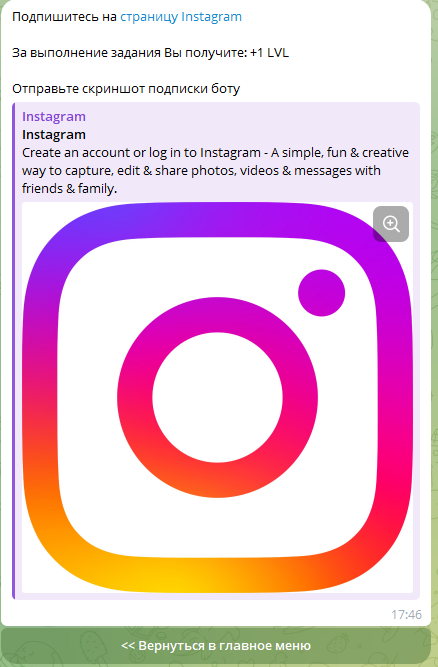 Подпишитесь на страницу Instagram
За выполнение задания Вы получите: +1 LVL
Отправьте скриншот подписки боту
Instagram
Instagram
Create an account or log in to Instagram - A simple, fun & creative
way to capture, edit & share photos, videos & messages with
friends & family.
17:46
<< Вернуться в главное меню